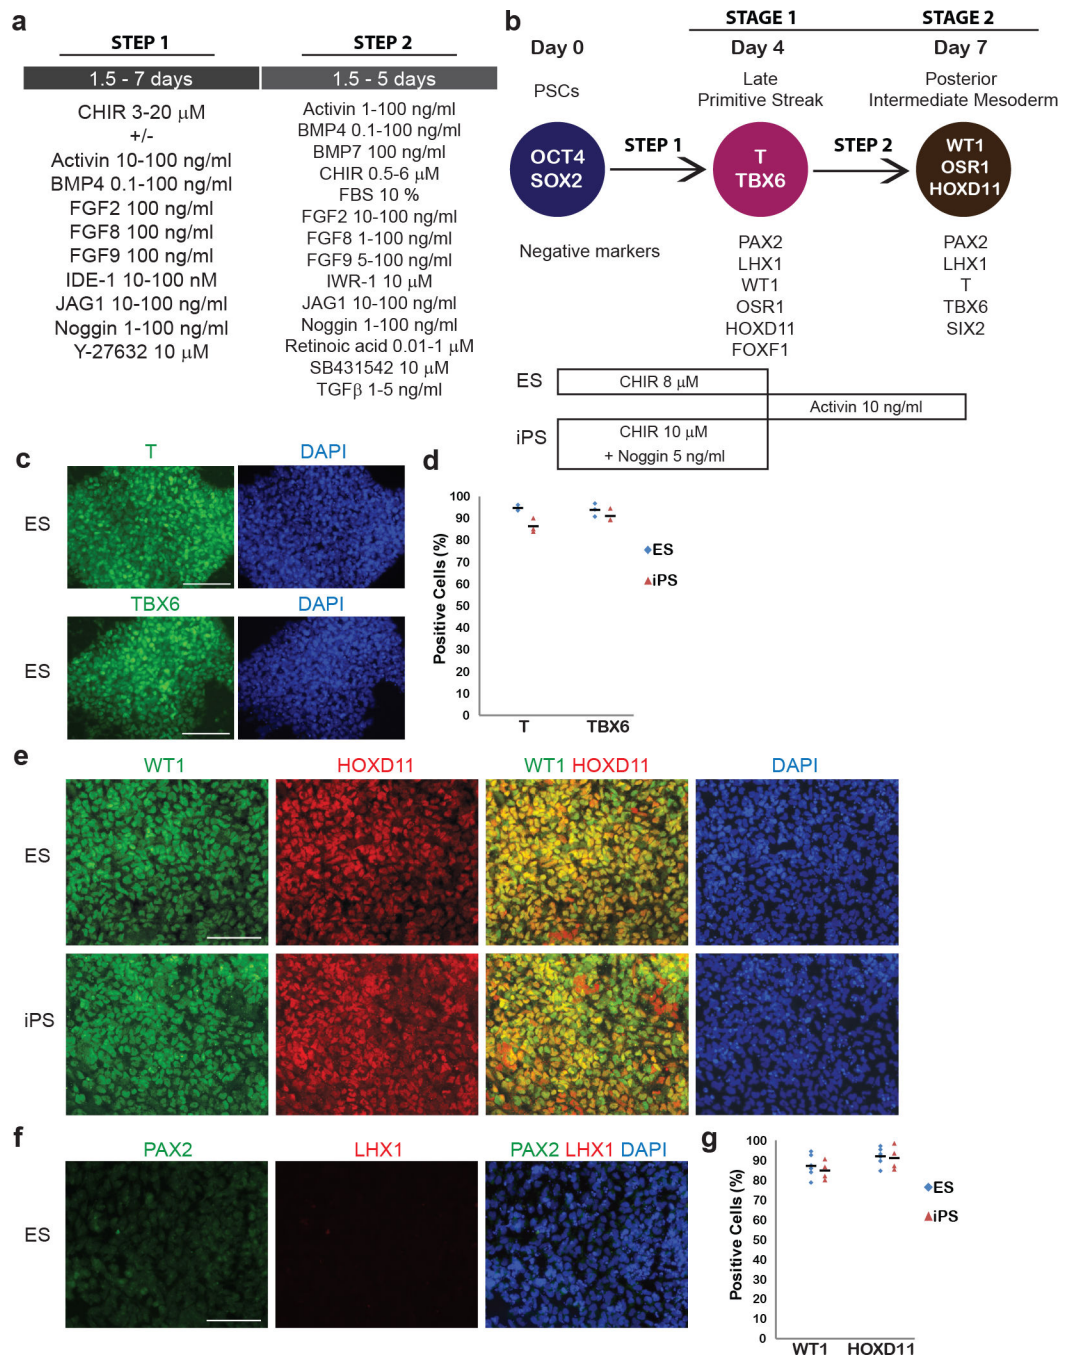 a
STEP 1
STEP 2
1.5 - 7 days
1.5 - 5 days
CHIR 3-20 μM
+/-
Activin 10-100 ng/ml
BMP4 0.1-100 ng/ml
FGF2 100 ng/ml
FGF8 100 ng/ml
FGF9 100 ng/ml
IDE-1 10-100 nM
JAG1 10-100 ng/ml
Noggin 1-100 ng/ml
Y-27632 10 μM
Activin 1-100 ng/ml
BMP4 0.1-100 ng/ml
BMP7 100 ng/ml
CHIR 0.5-6 μM
FBS 10 %
FGF2 10-100 ng/ml
FGF8 1-100 ng/ml
FGF9 5-100 ng/ml
IWR-1 10 μM
JAG1 10-100 ng/ml
Noggin 1-100 ng/ml
Retinoic acid 0.01-1 μM
SB431542 10 μM
TGFβ 1-5 ng/ml
b
STAGE 1
STAGE 2
Day 0
Day 4
Day 7
PSCs
Late
Primitive Streak
Posterior
Intermediate Mesoderm
OCT4
SOX2
STEP 1
T
TBX6
STEP 2
WT1
OSR1
HOXD11
Negative markers
PAX2
LHX1
WT1
OSR1
HOXD11
FOXF1
PAX2
LHX1
T
TBX6
SIX2
ES
CHIR 8 μM
Activin 10 ng/ml
iPS
CHIR 10 μM
+ Noggin 5 ng/ml
c
T
DAPI
ES
TBX6
DAPI
ES
d
Positive Cells (%)
100
90
80
70
60
50
40
30
20
10
0
T
TBX6
ES
iPS
e
WT1
HOXD11
WT1 HOXD11
DAPI
ES
iPS
f
PAX2
LHX1
PAX2 LHX1 DAPI
ES
g
Positive Cells (%)
100
90
80
70
60
50
40
30
20
10
0
WT1
HOXD11
ES
iPS